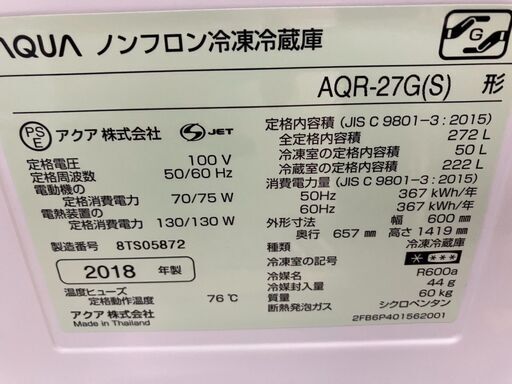 AQUA ノンフロン冷凍冷蔵庫
G
AQR-27G(S) 形
PS
E
アクア 株式会社
S JET
定格電圧 100 V
定格周波数 50/60 Hz
電動機の
定格消費電力 70/75 W
電熱装置の
定格消費電力 130/130 W
製造番号 8TS05872
2018 年製
温度ヒューズ
定格動作温度 76℃
アクア 株式会社
Made in Thailand
定格内容積 (JIS C 9801-3 : 2015)
全定格内容積 272 L
冷凍室の定格内容積 50 L
冷蔵室の定格内容積 222 L
消費電力量 (JIS C 9801-3 : 2015)
50Hz 367 kWh/年
60Hz 367 kWh/年
外形寸法 幅 600 mm
奥行 657 mm 高さ 1419 mm
種類 冷凍冷蔵庫
冷凍室の記号 * ***
冷媒名 R600a
冷媒封入量 44 g
質量 60 kg
断熱発泡ガス シクロペンタン
2FB6P401562001